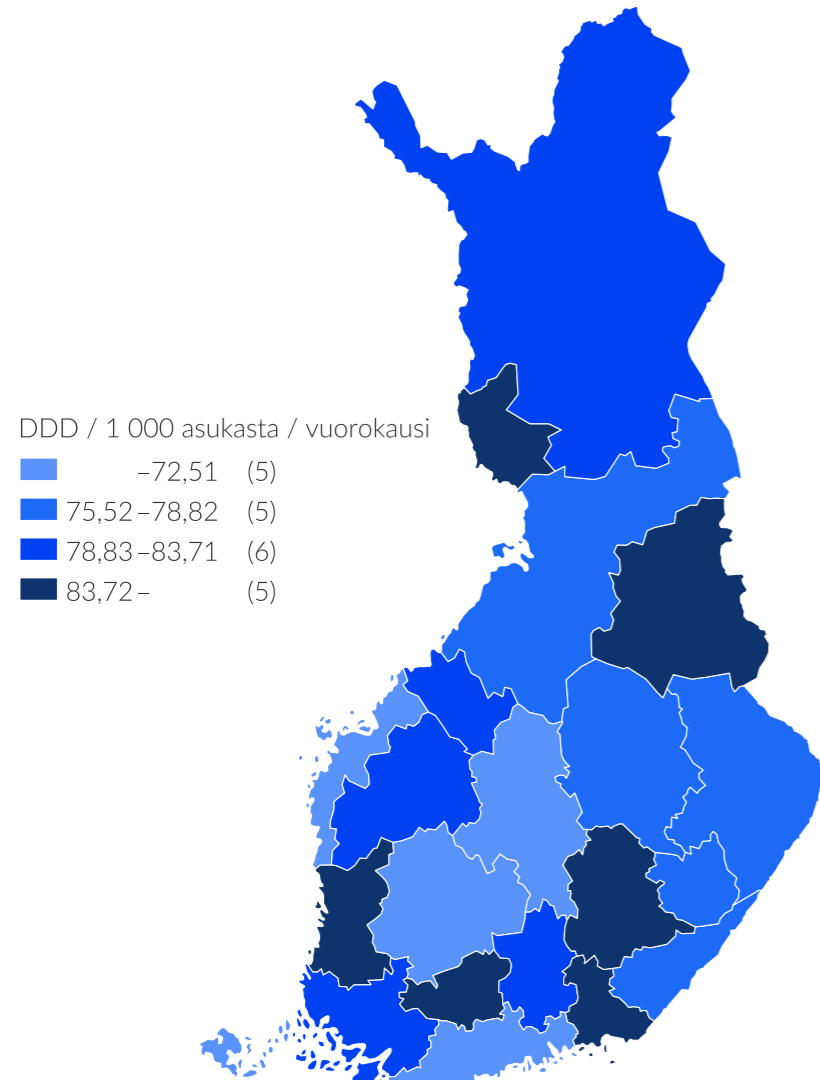 DDD / 1 000 asukasta / vuorokausi
–72,51 (5)
75,52–78,82 (5)
78,83–83,71 (6)
83,72– (5)